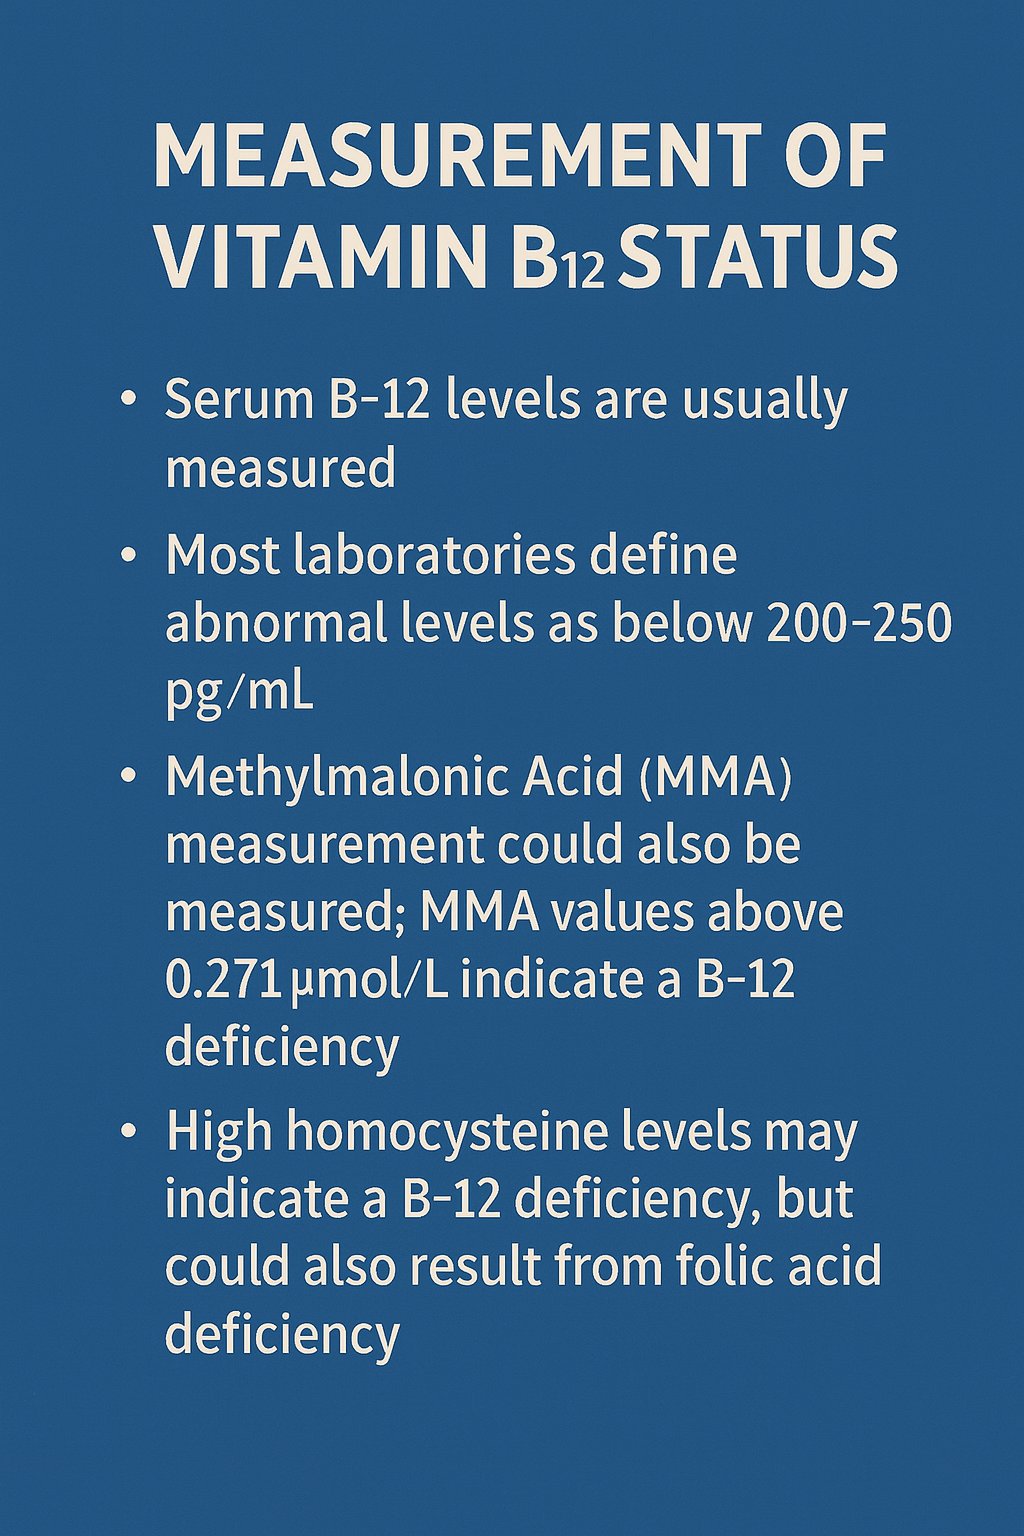 MEASUREMENT OF
VITAMIN B12 STATUS
• Serum B-12 levels are usually
measured
• Most laboratories define
abnormal levels as below 200-250
pg/mL
• Methylmalonic Acid (MMA)
measurement could also be
measured; MMA values above
0.271 µmol/L indicate a B-12
deficiency
• High homocysteine levels may
indicate a B-12 deficiency, but
could also result from folic acid
deficiency